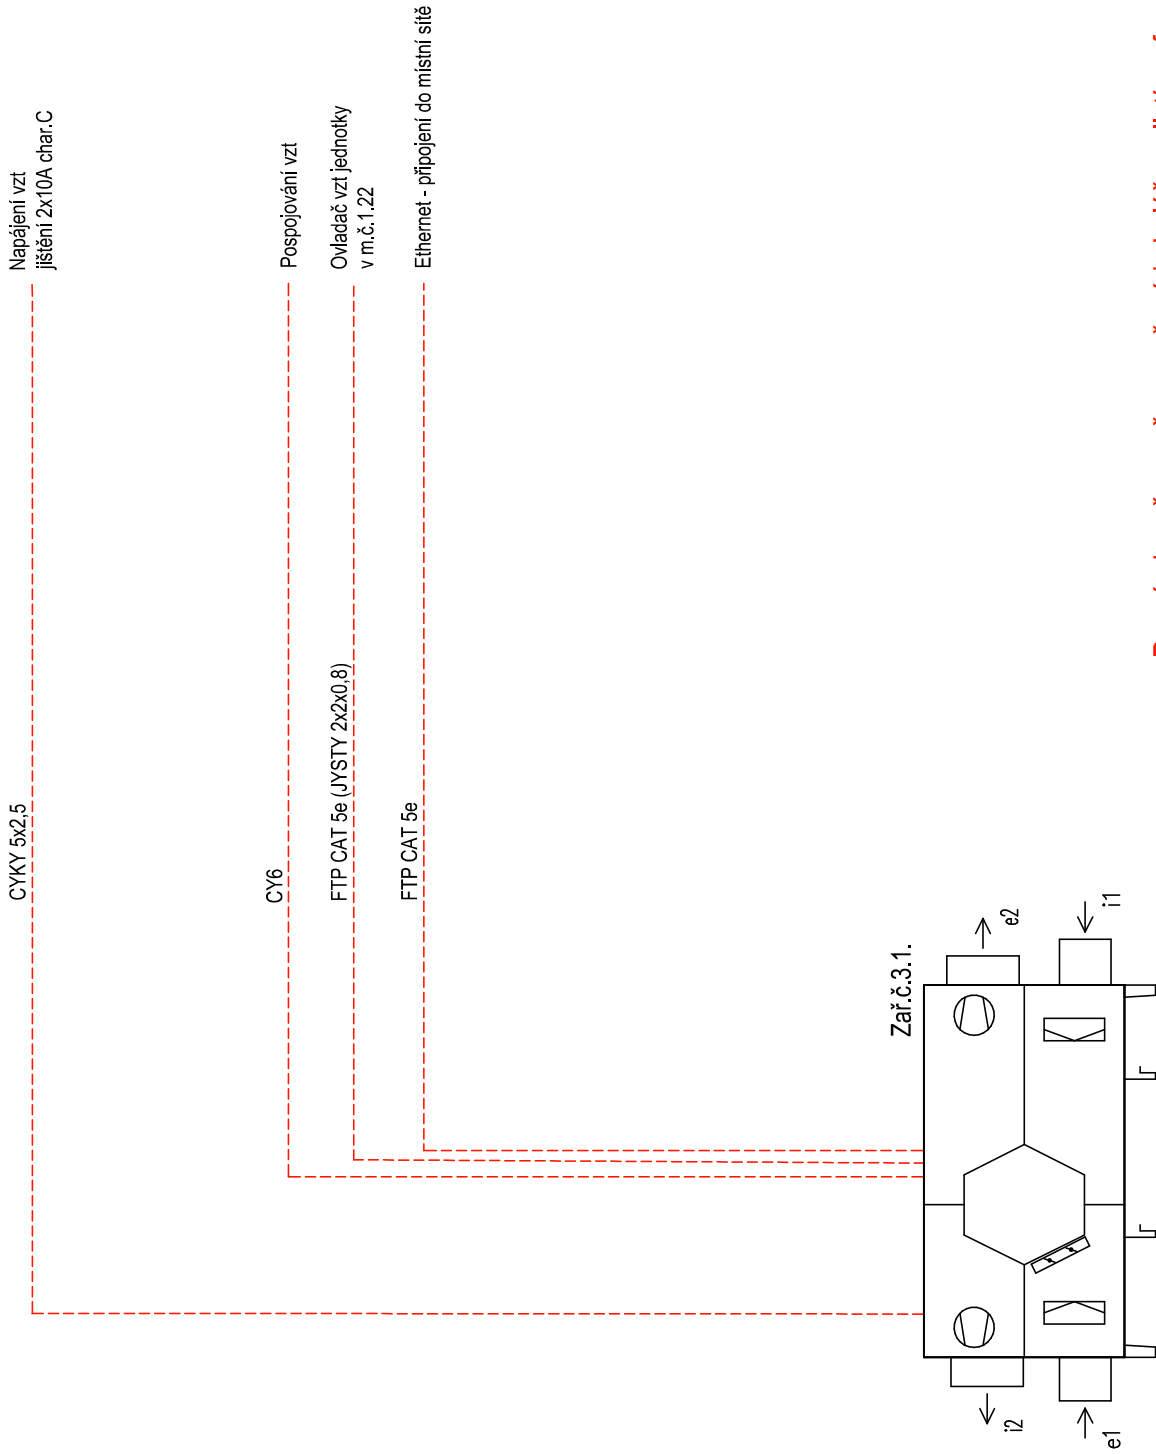 Napájení vzt
jištění 2x10A char.C
CYKY 5x2,5
Pospojování vzt
CY6
Ovladač vzt jednotky
v m.č.1.22
FTP CAT 5e (JYSTY 2x2x0,8)
Ethernet - připojení do místní sítě
FTP CAT 5e
Zař.č.3.1.
e2
i1
i2
e1